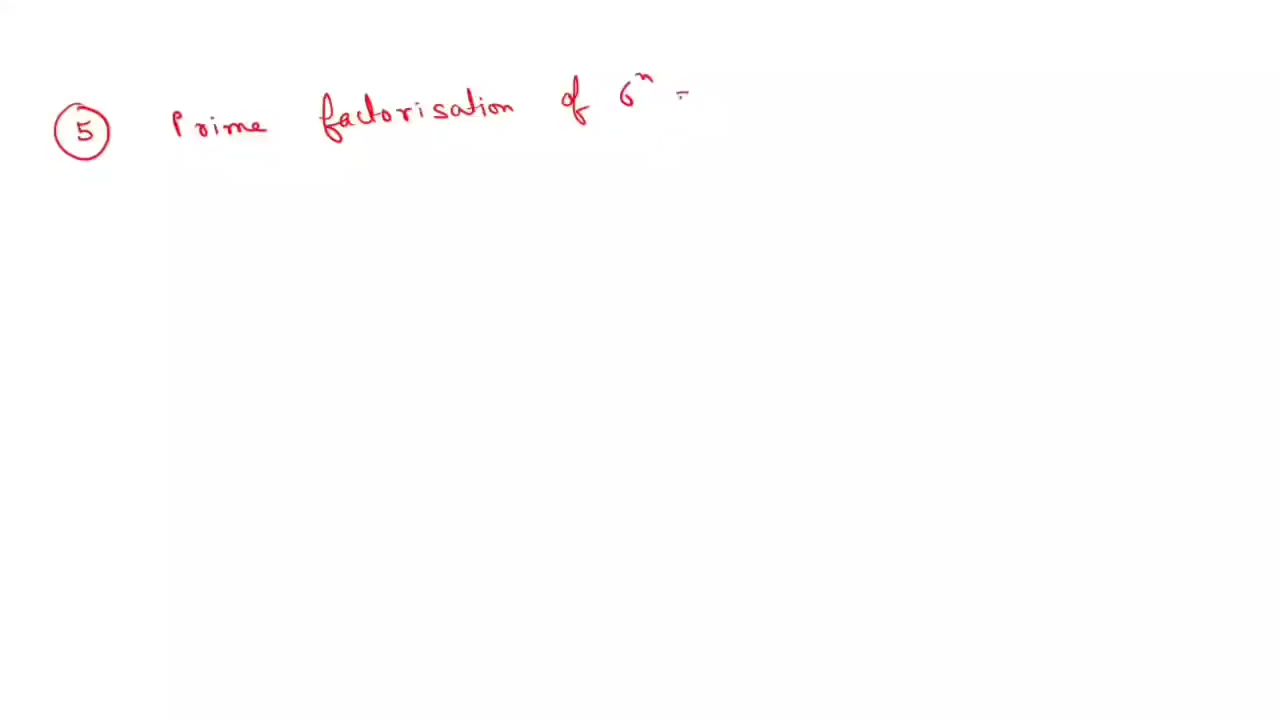 5 Prime factorisation of 6ⁿ =